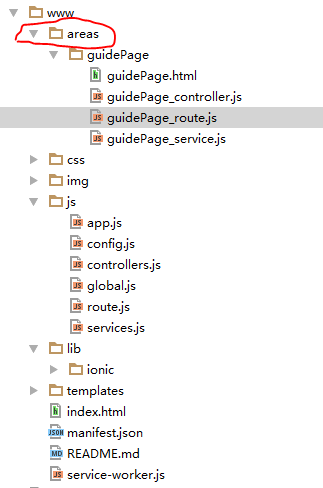 www
areas
guidePage
guidePage.html
guidePage_controller.js
guidePage_route.js
guidePage_service.js
css
img
js
app.js
config.js
controllers.js
global.js
route.js
services.js
lib
ionic
templates
index.html
manifest.json
README.md
service-worker.js